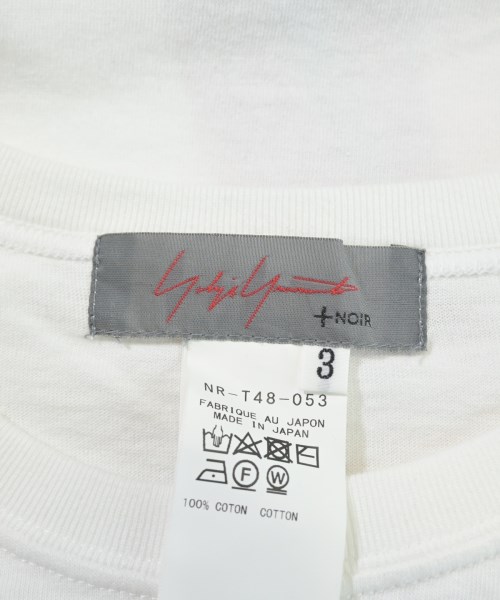 Yohji Yamamoto
+NOIR
3
NR-T48-053
FABRIQUE AU JAPON
MADE IN JAPAN
F W
100% COTON COTTON